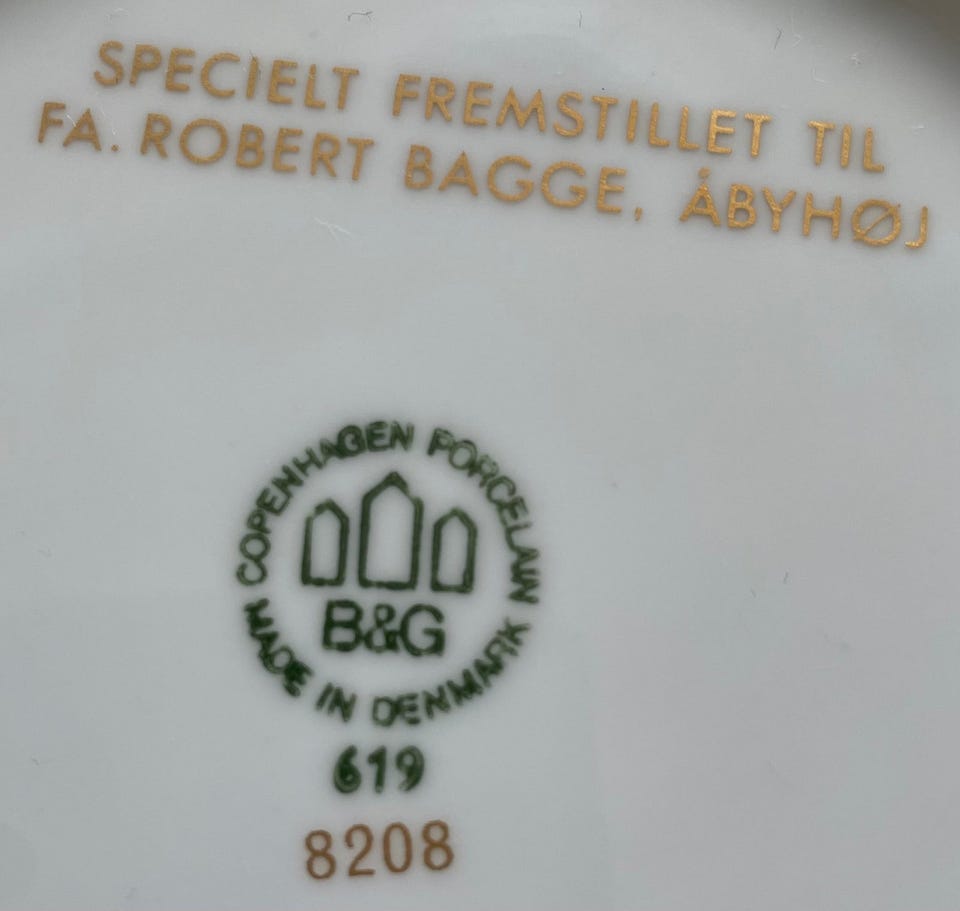 SPECIELT FREMSTILLET TIL
FA. ROBERT BAGGE, ÅBYHØJ
COPENHAGEN PORCELAIN
B&G
MADE IN DENMARK
619
8208